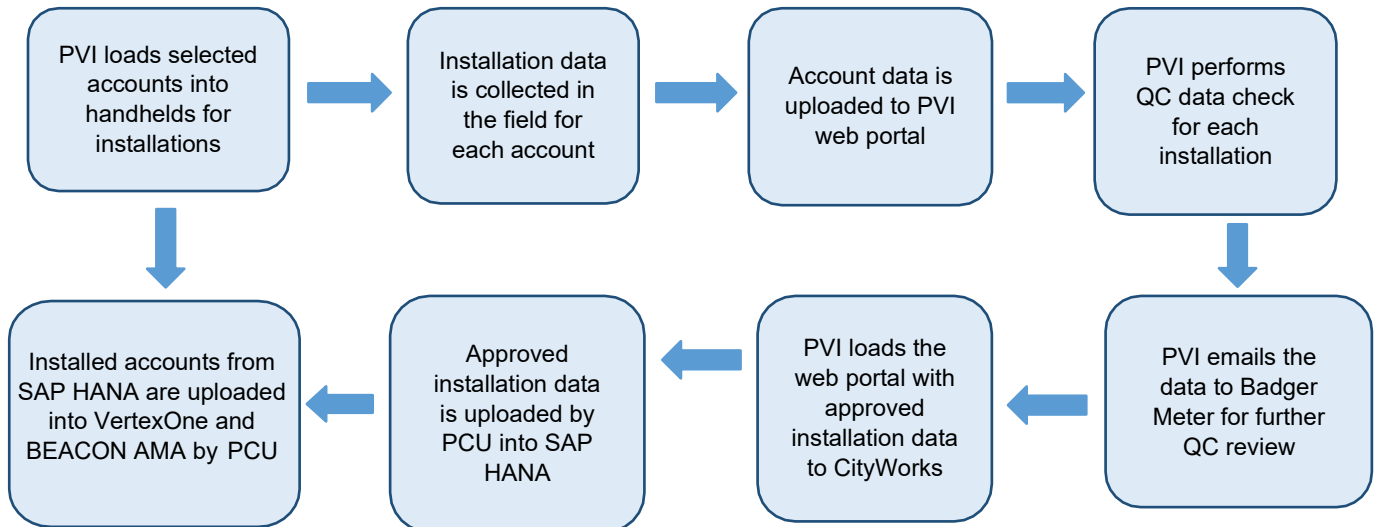 PVI loads selected
accounts into
handhelds for
installations
Installation data
is collected in
the field for
each account
Account data is
uploaded to PVI
web portal
PVI performs
QC data check
for each
installation
Installed accounts from
SAP HANA are uploaded
into VertexOne and
BEACON AMA by PCU
Approved
installation data
is uploaded by
PCU into SAP
HANA
PVI loads the
web portal with
approved
installation data
to CityWorks
PVI emails the
data to Badger
Meter for further
QC review